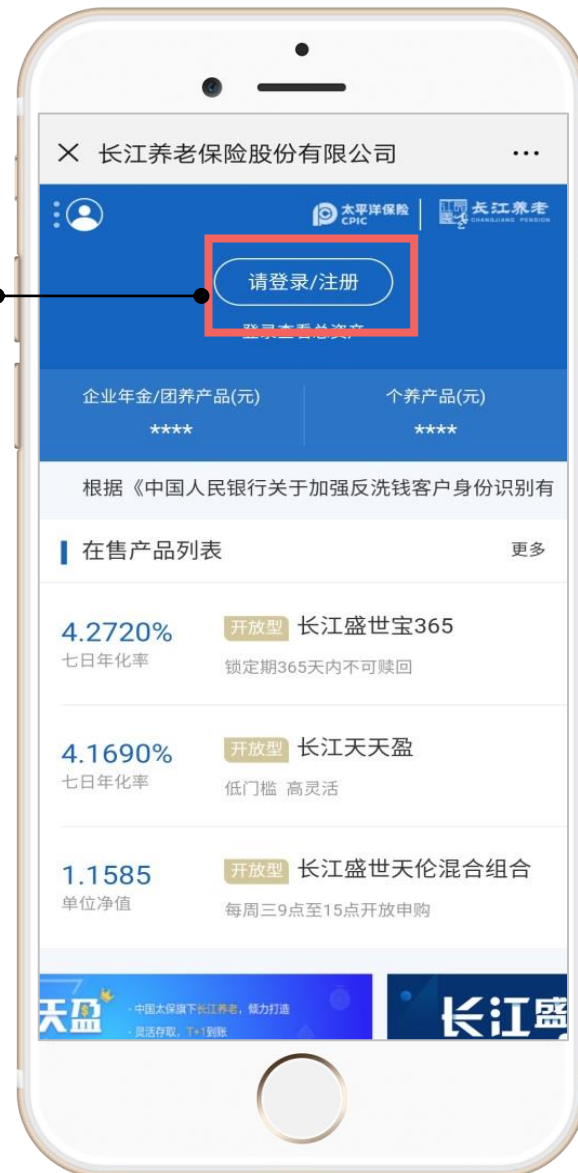 长江养老保险股份有限公司
太平洋保险
CPIC
长江养老
CHANGJIANG PENSION
请登录/注册
登录查看总资产
企业年金/团养产品(元)
个养产品(元)
****
****
根据《中国人民银行关于加强反洗钱客户身份识别有
在售产品列表
更多
4.2720%
开放型 长江盛世宝365
七日年化率
锁定期365天内不可赎回
4.1690%
开放型 长江天天盈
七日年化率
低门槛 高灵活
1.1585
开放型 长江盛世天伦混合组合
单位净值
每周三9点至15点开放申购
天盈
·中国太保旗下长江养老，倾力打造
·灵活存取，T+1到账
长江盛